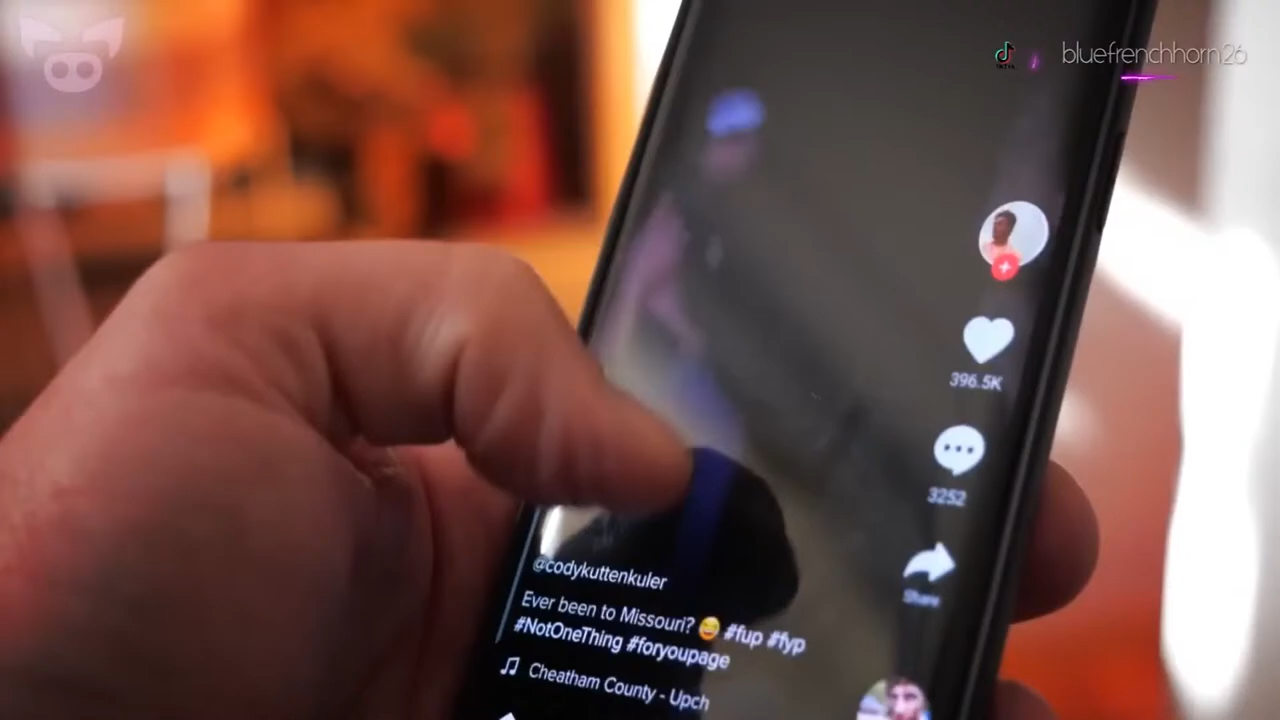 bluefrenchhorn26
396.5K
3252
Share
@codykuttenkuler
Ever been to Missouri? 😆 #fup #fyp
#NotOneThing #foryoupage
Cheatham County - Upch